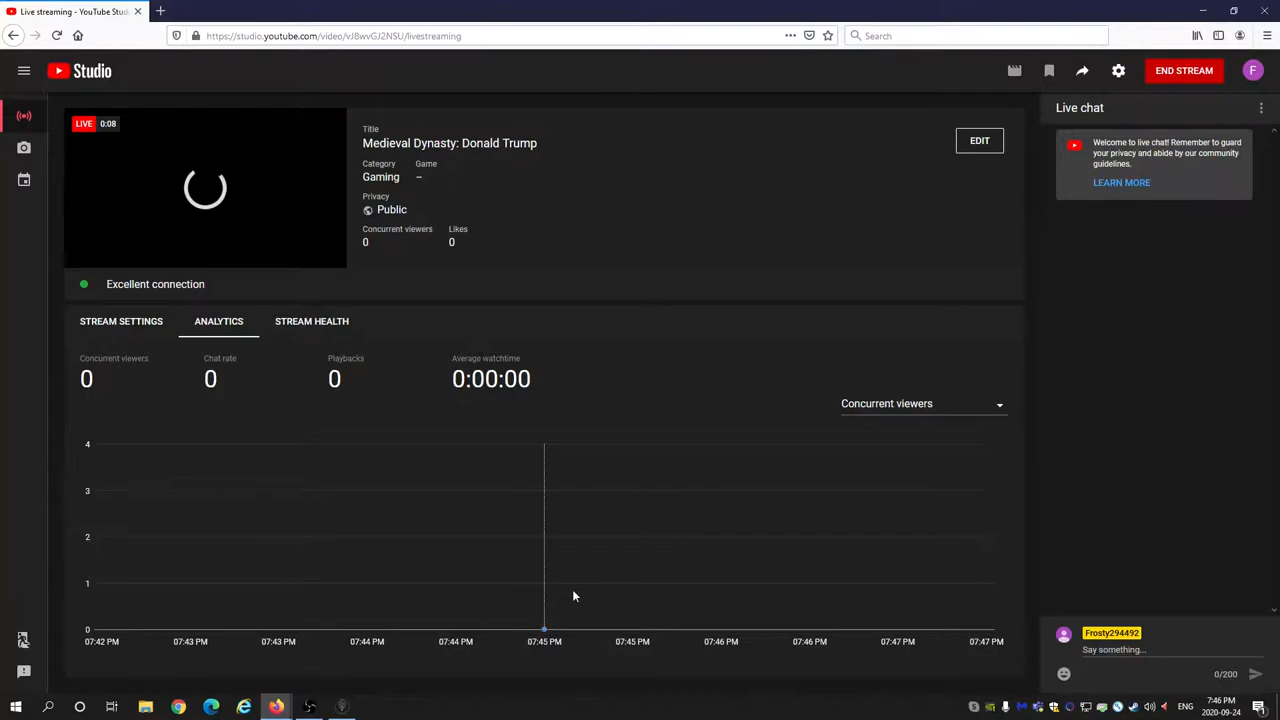 Live streaming - YouTube Stud
https://studio.youtube.com/video/vJ8wvGJ2NSU/livestreaming
Search
Studio
END STREAM
F
LIVE 0:08
Title
Medieval Dynasty: Donald Trump
EDIT
Category Game
Gaming –
Privacy
Public
Concurrent viewers Likes
0 0
Excellent connection
STREAM SETTINGS ANALYTICS STREAM HEALTH
Concurrent viewers Chat rate Playbacks Average watchtime
0 0 0 0:00:00
Concurrent viewers
4
3
2
1
0
07:42 PM 07:43 PM 07:43 PM 07:44 PM 07:44 PM 07:45 PM 07:45 PM 07:46 PM 07:46 PM 07:47 PM 07:47 PM
Live chat
Welcome to live chat! Remember to guard
your privacy and abide by our community
guidelines.
LEARN MORE
Frosty294492
Say something...
0/200
ENG
7:46 PM
2020-09-24